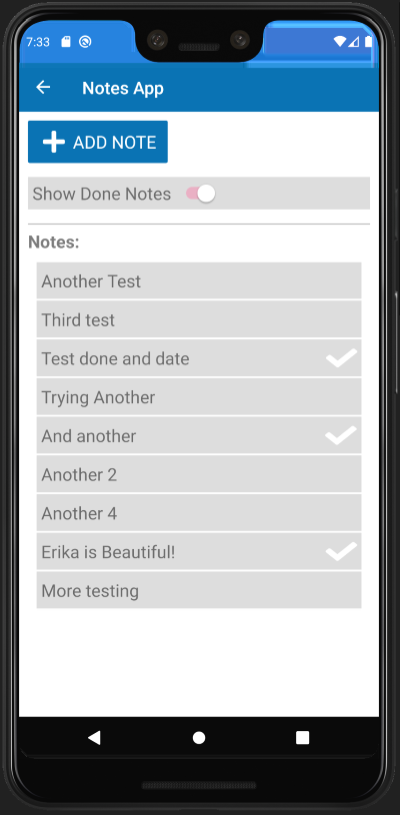 7:33
Notes App
ADD NOTE
Show Done Notes
Notes:
Another Test
Third test
Test done and date
Trying Another
And another
Another 2
Another 4
Erika is Beautiful!
More testing